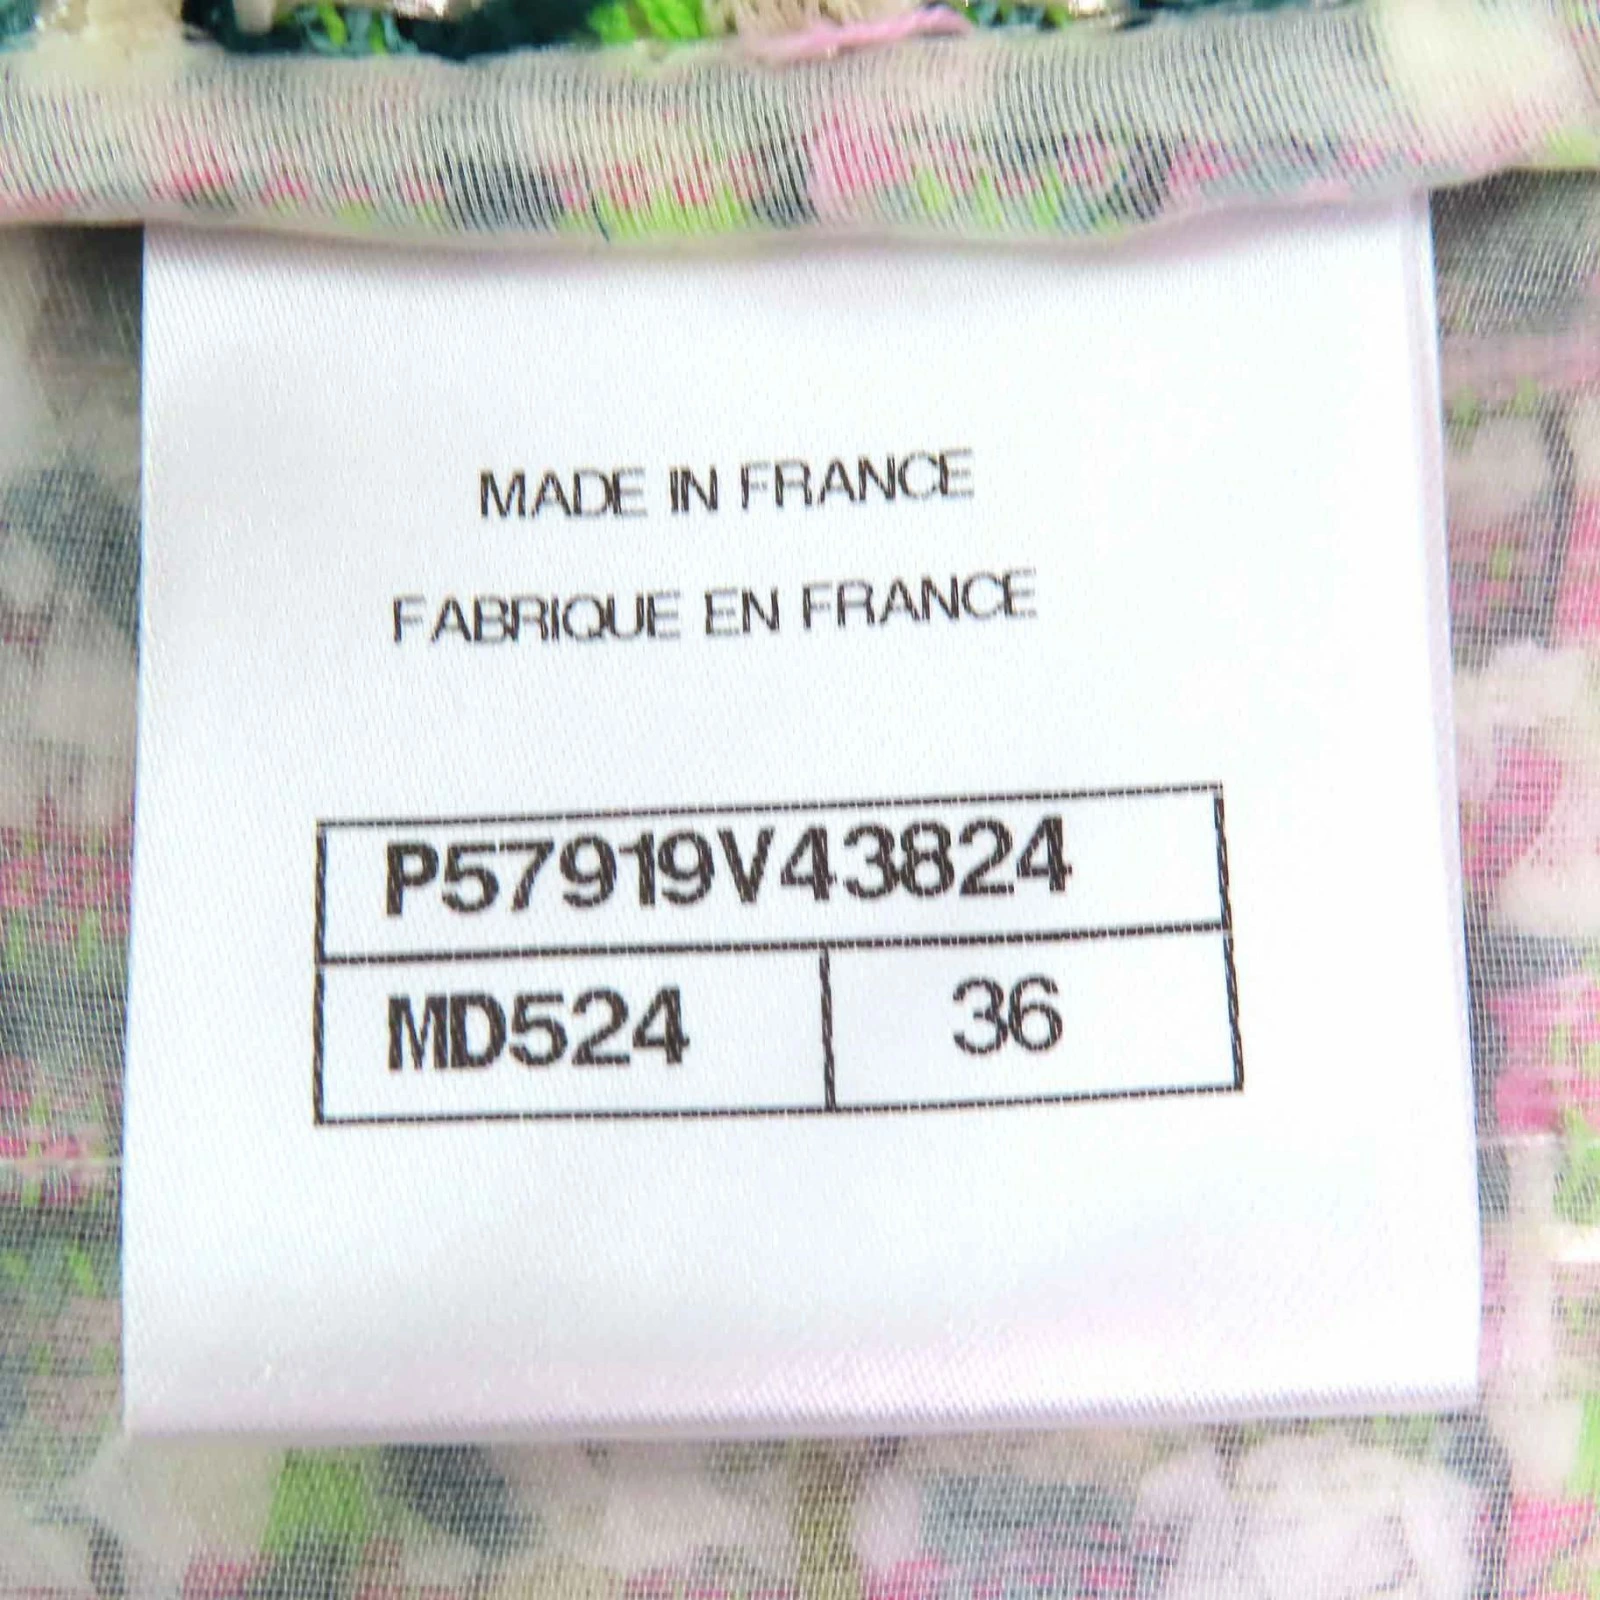 MADE IN FRANCE
FABRIQUE EN FRANCE
P57919V43824
MD524 36